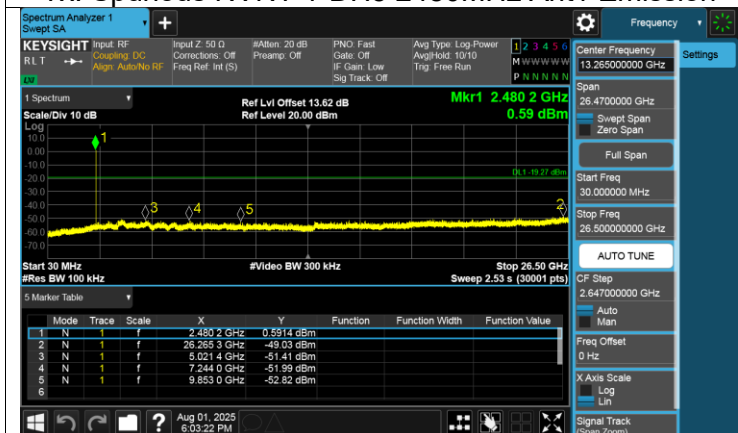 Spectrum Analyzer 1
Swept SA
Frequency
KEYSIGHT
RLT
Input: RF
Coupling: DC
Align: Auto/No RF
Input Z: 50 Ω
Corrections: Off
Freq Ref: Int (S)
#Atten: 20 dB
Preamp: Off
PNO: Fast
Gate: Off
IF Gain: Low
Sig Track: Off
Avg Type: Log-Power
Avg|Hold: 10/10
Trig: Free Run
1 2 3 4 5 6
M W W W W W
P N N N N N
Center Frequency
13.265000000 GHz
Settings
Span
26.4700000 GHz
Swept Span
Zero Span
Full Span
Start Freq
30.000000 MHz
Stop Freq
26.500000000 GHz
AUTO TUNE
CF Step
2.647000000 GHz
Auto
Man
Freq Offset
0 Hz
X Axis Scale
Log
Lin
Signal Track
(Span Zoom)
1 Spectrum
Scale/Div 10 dB
Ref Lvl Offset 13.62 dB
Ref Level 20.00 dBm
Mkr1 2.480 2 GHz
0.59 dBm
Log
10.0
0.00
-10.0
-20.0
-30.0
-40.0
-50.0
-60.0
-70.0
1
DL1 -19.27 dBm
3
4
5
2
Start 30 MHz
#Res BW 100 kHz
#Video BW 300 kHz
Stop 26.50 GHz
Sweep 2.53 s (30001 pts)
5 Marker Table
Mode Trace Scale X Y Function Function Width Function Value
1 N 1 f 2.480 2 GHz 0.5914 dBm
2 N 1 f 26.265 3 GHz -49.03 dBm
3 N 1 f 5.021 4 GHz -51.41 dBm
4 N 1 f 7.244 0 GHz -51.99 dBm
5 N 1 f 9.853 0 GHz -52.82 dBm
6
?
Aug 01, 2025
6:03:22 PM